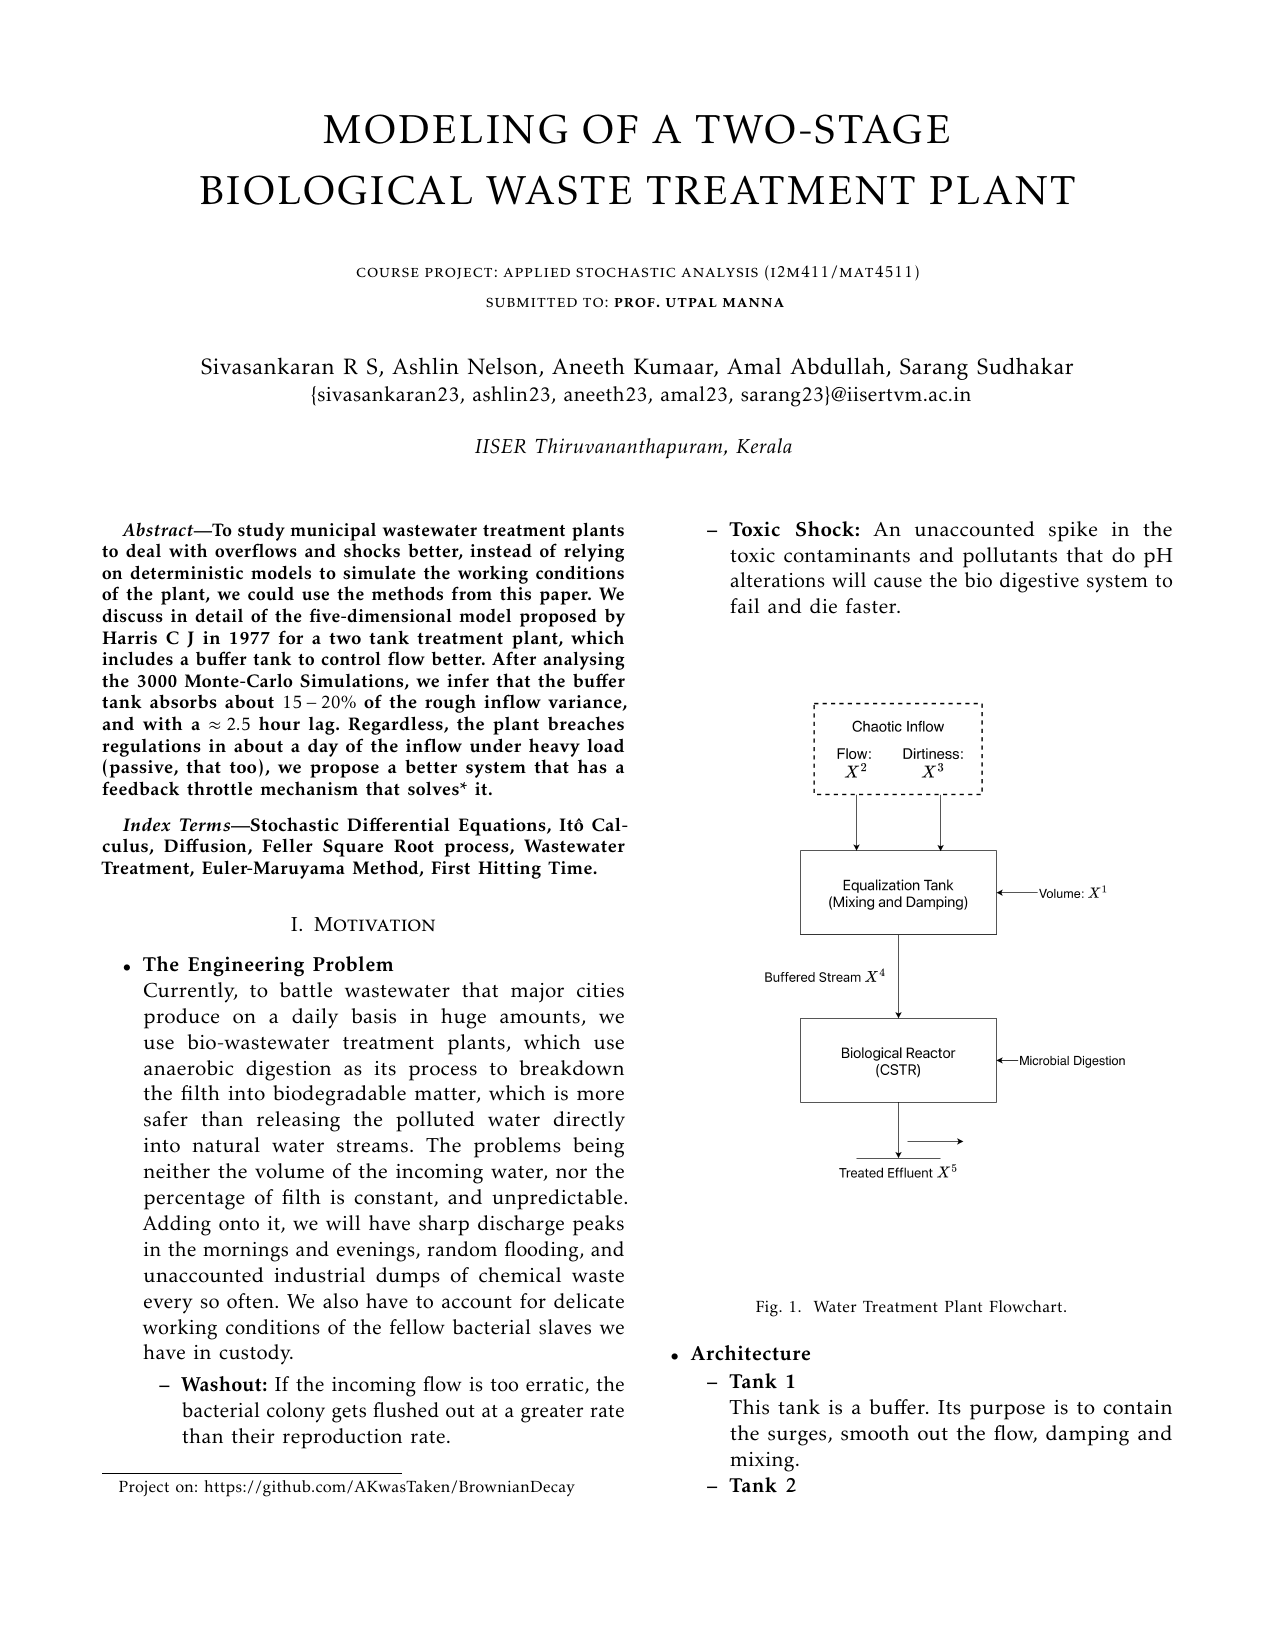 MODELING OF A TWO-STAGE
BIOLOGICAL WASTE TREATMENT PLANT
COURSE PROJECT: APPLIED STOCHASTIC ANALYSIS (I2M411/MAT4511)
SUBMITTED TO: PROF. UTPAL MANNA
Sivasankaran R S, Ashlin Nelson, Aneeth Kumaar, Amal Abdullah, Sarang Sudhakar
{sivasankaran23, ashlin23, aneeth23, amal23, sarang23}@iisertvm.ac.in
IISER Thiruvananthapuram, Kerala
Abstract—To study municipal wastewater treatment plants
to deal with overflows and shocks better, instead of relying
on deterministic models to simulate the working conditions
of the plant, we could use the methods from this paper. We
discuss in detail of the five-dimensional model proposed by
Harris C J in 1977 for a two tank treatment plant, which
includes a buffer tank to control flow better. After analysing
the 3000 Monte-Carlo Simulations, we infer that the buffer
tank absorbs about 15 – 20% of the rough inflow variance,
and with a ≈ 2.5 hour lag. Regardless, the plant breaches
regulations in about a day of the inflow under heavy load
(passive, that too), we propose a better system that has a
feedback throttle mechanism that solves* it.
Index Terms—Stochastic Differential Equations, Itô Cal-
culus, Diffusion, Feller Square Root process, Wastewater
Treatment, Euler-Maruyama Method, First Hitting Time.
I. MOTIVATION
• The Engineering Problem
Currently, to battle wastewater that major cities
produce on a daily basis in huge amounts, we
use bio-wastewater treatment plants, which use
anaerobic digestion as its process to breakdown
the filth into biodegradable matter, which is more
safer than releasing the polluted water directly
into natural water streams. The problems being
neither the volume of the incoming water, nor the
percentage of filth is constant, and unpredictable.
Adding onto it, we will have sharp discharge peaks
in the mornings and evenings, random flooding, and
unaccounted industrial dumps of chemical waste
every so often. We also have to account for delicate
working conditions of the fellow bacterial slaves we
have in custody.
– Washout: If the incoming flow is too erratic, the
bacterial colony gets flushed out at a greater rate
than their reproduction rate.
Project on: https://github.com/AKwasTaken/BrownianDecay
– Toxic Shock: An unaccounted spike in the
toxic contaminants and pollutants that do pH
alterations will cause the bio digestive system to
fail and die faster.
Chaotic Inflow
Flow: Dirtiness:
X² X³
Equalization Tank
(Mixing and Damping)
Volume: X¹
Buffered Stream X⁴
Biological Reactor
(CSTR)
Microbial Digestion
Treated Effluent X⁵
Fig. 1. Water Treatment Plant Flowchart.
• Architecture
– Tank 1
This tank is a buffer. Its purpose is to contain
the surges, smooth out the flow, damping and
mixing.
– Tank 2